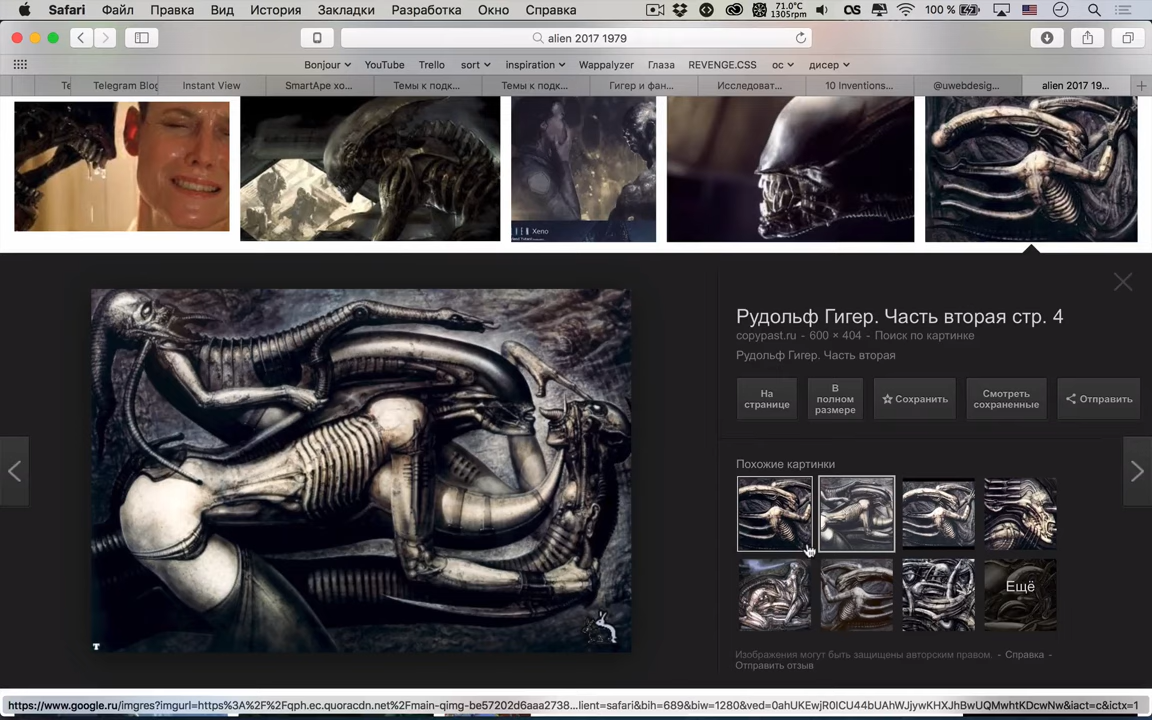 Safari Файл Правка Вид История Закладки Разработка Окно Справка 71.0°C 1305rpm 100 %
alien 2017 1979
Bonjour YouTube Trello sort inspiration Wappalyzer Глаза REVENGE.CSS ос дисер
Te Telegram Blog Instant View SmartApe хо... Темы к подк... Темы к подк... Гигер и фан... Исследоват... 10 Inventions... @uwebdesig... alien 2017 19...
Xeno
Рудольф Гигер. Часть вторая стр. 4
copypast.ru - 600 × 404 - Поиск по картинке
Рудольф Гигер. Часть вторая
На странице
В полном размере
Сохранить
Смотреть сохраненные
Отправить
Похожие картинки
Ещё
Изображения могут быть защищены авторским правом. - Справка -
Отправить отзыв
T
https://www.google.ru/imgres?imgurl=https%3A%2F%2Fqph.ec.quoracdn.net%2Fmain-qimg-be57202d6aaa2738...lient=safari&bih=689&biw=1280&ved=0ahUKEwjR0ICU44bUAhWJjywKHXJhBwUQMwhtKDcwNw&iact=c&ictx=1